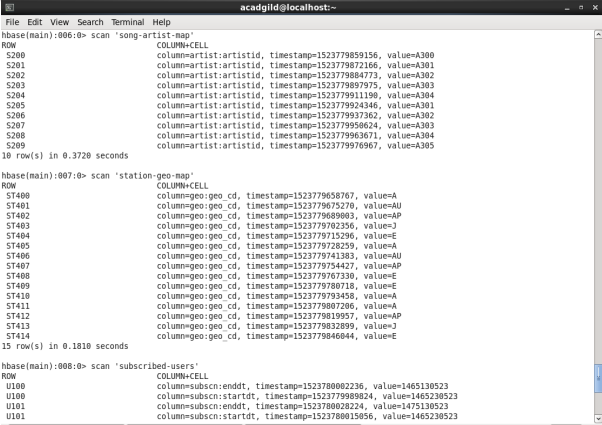 acadgild@localhost:~
File Edit View Search Terminal Help
hbase(main):006:0> scan 'song-artist-map'
ROW COLUMN+CELL
S200 column=artist:artistid, timestamp=1523779859156, value=A300
S201 column=artist:artistid, timestamp=1523779872166, value=A301
S202 column=artist:artistid, timestamp=1523779884773, value=A302
S203 column=artist:artistid, timestamp=1523779897975, value=A303
S204 column=artist:artistid, timestamp=1523779911190, value=A304
S205 column=artist:artistid, timestamp=1523779924346, value=A301
S206 column=artist:artistid, timestamp=1523779937362, value=A302
S207 column=artist:artistid, timestamp=1523779950624, value=A303
S208 column=artist:artistid, timestamp=1523779963671, value=A304
S209 column=artist:artistid, timestamp=1523779976967, value=A305
10 row(s) in 0.3720 seconds
hbase(main):007:0> scan 'station-geo-map'
ROW COLUMN+CELL
ST400 column=geo:geo_cd, timestamp=1523779658767, value=A
ST401 column=geo:geo_cd, timestamp=1523779675270, value=AU
ST402 column=geo:geo_cd, timestamp=1523779689003, value=AP
ST403 column=geo:geo_cd, timestamp=1523779702356, value=J
ST404 column=geo:geo_cd, timestamp=1523779715296, value=E
ST405 column=geo:geo_cd, timestamp=1523779728259, value=A
ST406 column=geo:geo_cd, timestamp=1523779741383, value=AU
ST407 column=geo:geo_cd, timestamp=1523779754427, value=AP
ST408 column=geo:geo_cd, timestamp=1523779767330, value=E
ST409 column=geo:geo_cd, timestamp=1523779780718, value=E
ST410 column=geo:geo_cd, timestamp=1523779793458, value=A
ST411 column=geo:geo_cd, timestamp=1523779807206, value=A
ST412 column=geo:geo_cd, timestamp=1523779819957, value=AP
ST413 column=geo:geo_cd, timestamp=1523779832899, value=J
ST414 column=geo:geo_cd, timestamp=1523779846044, value=E
15 row(s) in 0.1810 seconds
hbase(main):008:0> scan 'subscribed-users'
ROW COLUMN+CELL
U100 column=subscn:enddt, timestamp=1523780002236, value=1465130523
U100 column=subscn:startdt, timestamp=1523779989824, value=1465230523
U101 column=subscn:enddt, timestamp=1523780028224, value=1475130523
U101 column=subscn:startdt, timestamp=1523780015056, value=1465230523